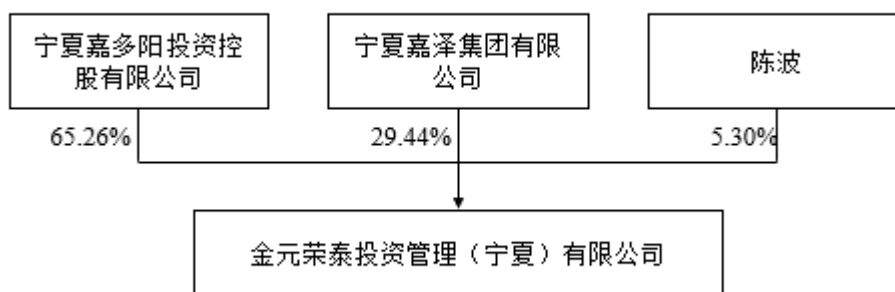 宁夏嘉多阳投资控
股有限公司
宁夏嘉泽集团有限
公司
陈波
65.26%
29.44%
5.30%
金元荣泰投资管理（宁夏）有限公司